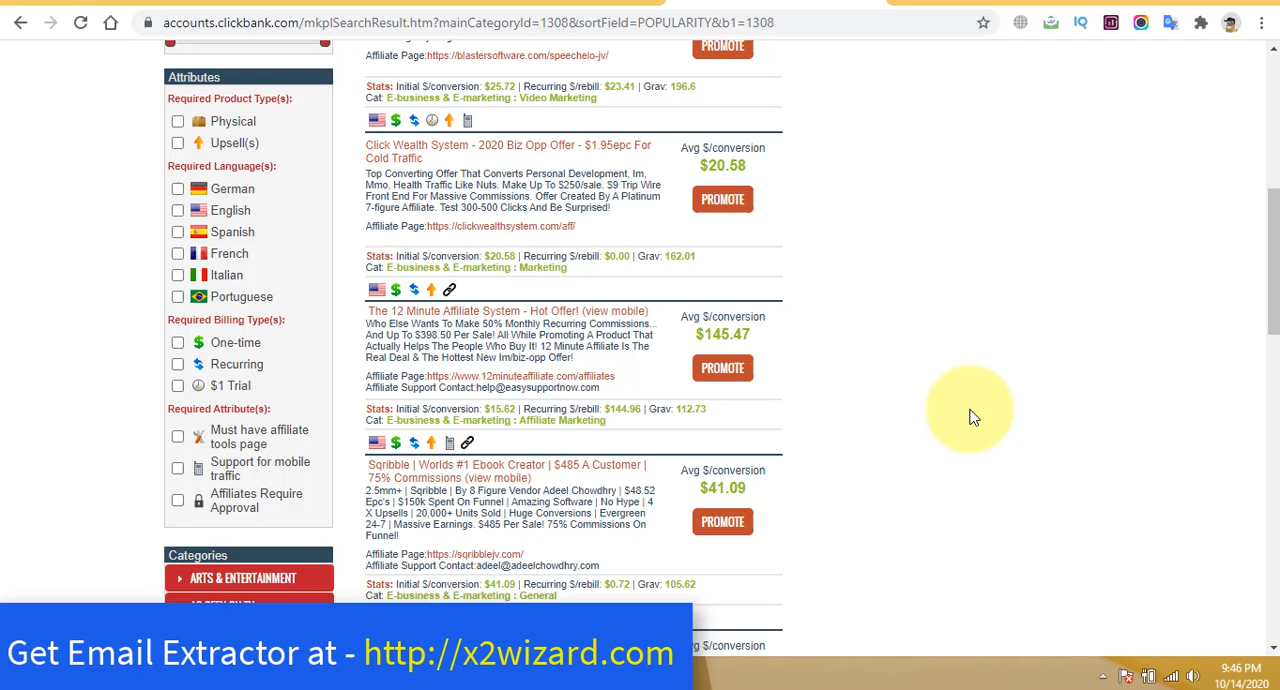 accounts.clickbank.com/mkplSearchResult.htm?mainCategoryId=1308&sortField=POPULARITY&b1=1308
Attributes
Required Product Type(s):
Physical
Upsell(s)
Required Language(s):
German
English
Spanish
French
Italian
Portuguese
Required Billing Type(s):
One-time
Recurring
$1 Trial
Required Attribute(s):
Must have affiliate
tools page
Support for mobile
traffic
Affiliates Require
Approval
Categories
ARTS & ENTERTAINMENT
Affiliate Page:https://blastersoftware.com/speechelo-jv/
PROMOTE
Stats: Initial $/conversion: $25.72 | Recurring $/rebill: $23.41 | Grav: 196.6
Cat: E-business & E-marketing : Video Marketing
Click Wealth System - 2020 Biz Opp Offer - $1.95epc For
Cold Traffic
Top Converting Offer That Converts Personal Development, Im,
Mmo, Health Traffic Like Nuts. Make Up To $250/sale. $9 Trip Wire
Front End For Massive Commissions. Offer Created By A Platinum
7-figure Affiliate. Test 300-500 Clicks And Be Surprised!
Affiliate Page:https://clickwealthsystem.com/aff/
Avg $/conversion
$20.58
PROMOTE
Stats: Initial $/conversion: $20.58 | Recurring $/rebill: $0.00 | Grav: 162.01
Cat: E-business & E-marketing : Marketing
The 12 Minute Affiliate System - Hot Offer! (view mobile)
Who Else Wants To Make 50% Monthly Recurring Commissions...
And Up To $398.50 Per Sale! All While Promoting A Product That
Actually Helps The People Who Buy It! 12 Minute Affiliate Is The
Real Deal & The Hottest New Im/biz-opp Offer!
Affiliate Page:https://www.12minuteaffiliate.com/affiliates
Affiliate Support Contact:help@easysupportnow.com
Avg $/conversion
$145.47
PROMOTE
Stats: Initial $/conversion: $15.62 | Recurring $/rebill: $144.96 | Grav: 112.73
Cat: E-business & E-marketing : Affiliate Marketing
Sqribble | Worlds #1 Ebook Creator | $485 A Customer |
75% Commissions (view mobile)
2.5mm+ | Sqribble | By 8 Figure Vendor Adeel Chowdhry | $48.52
Epc's | $150k Spent On Funnel | Amazing Software | No Hype | 4
X Upsells | 20,000+ Units Sold | Huge Conversions | Evergreen
24-7 | Massive Earnings. $485 Per Sale! 75% Commissions On
Funnel!
Affiliate Page:https://sqribblejv.com/
Affiliate Support Contact:adeel@adeelchowdhry.com
Avg $/conversion
$41.09
PROMOTE
Stats: Initial $/conversion: $41.09 | Recurring $/rebill: $0.72 | Grav: 105.62
Cat: E-business & E-marketing : General
$/conversion
Get Email Extractor at - http://x2wizard.com
9:46 PM
10/14/2020